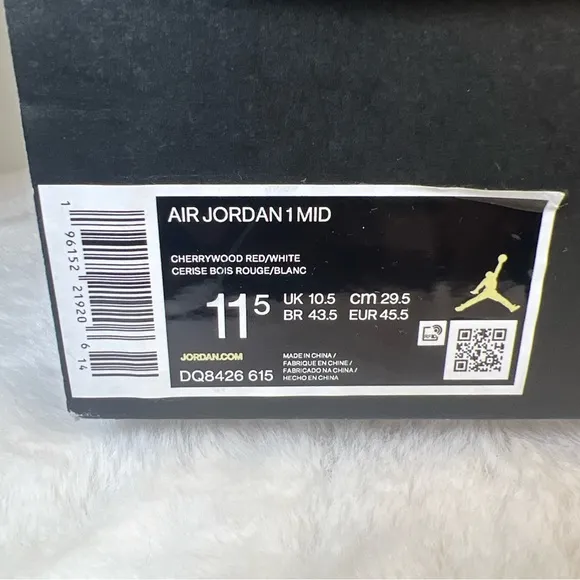 AIR JORDAN 1 MID
CHERRYWOOD RED/WHITE
CERISE BOIS ROUGE/BLANC
11 5 UK 10.5 cm 29.5
BR 43.5 EUR 45.5
JORDAN.COM
DQ8426 615
MADE IN CHINA /
FABRIQUE EN CHINE /
FABRICADO NA CHINA /
HECHO EN CHINA
1 96152 21920 6 14